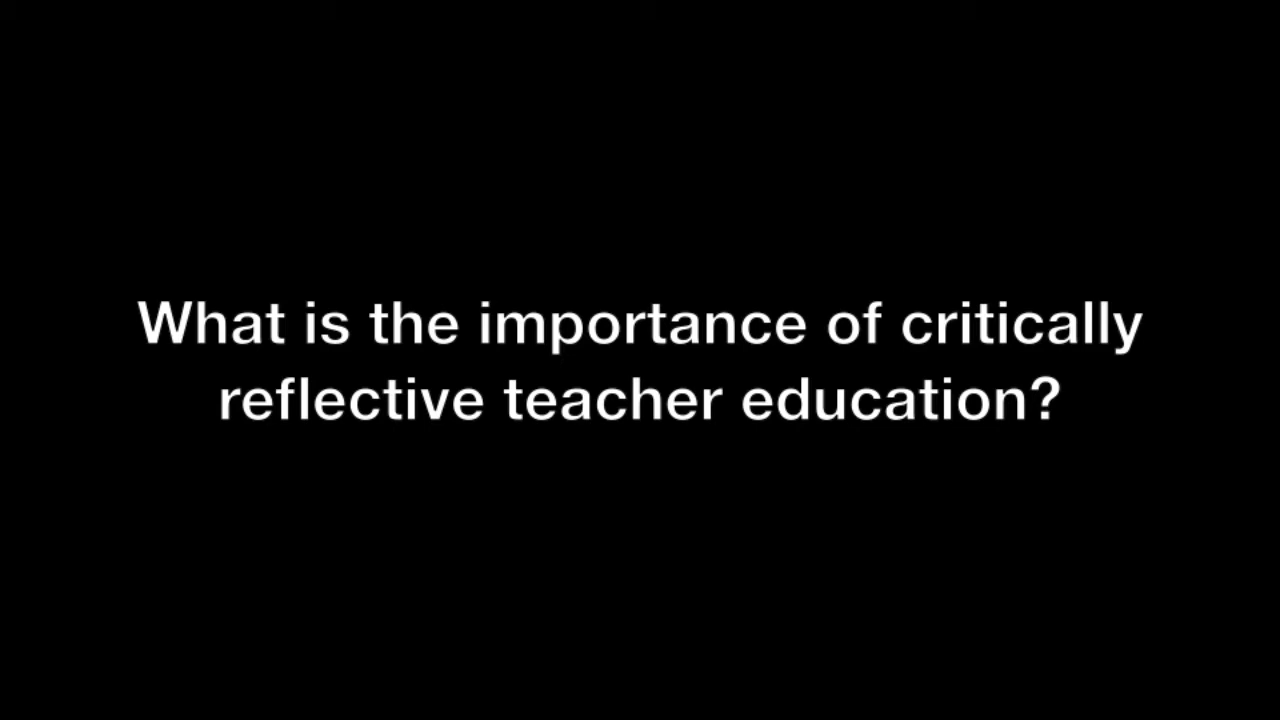 What is the importance of critically
reflective teacher education?